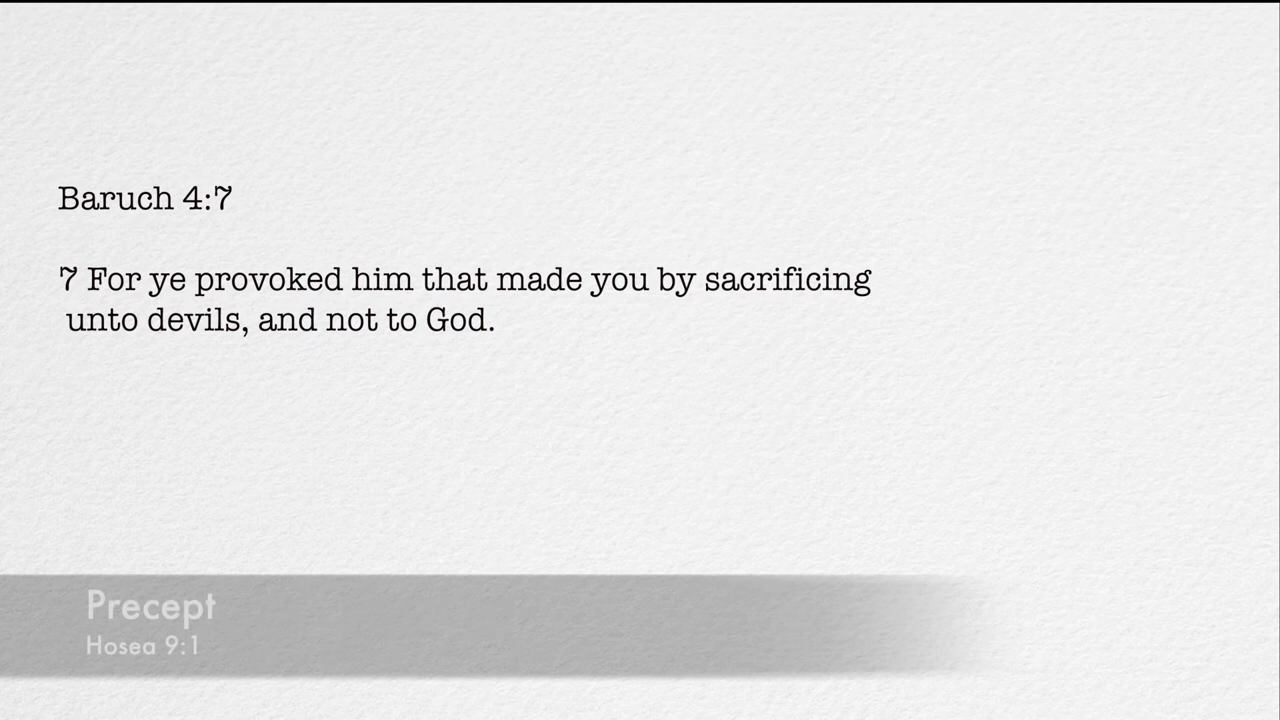 Baruch 4:7
7 For ye provoked him that made you by sacrificing
unto devils, and not to God.
Precept
Hosea 9:1